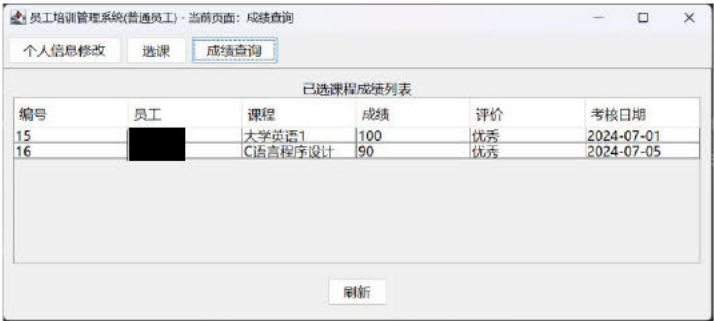 员工培训管理系统(普通员工) - 当前页面：成绩查询
个人信息修改 选课 成绩查询
已选课程成绩列表
编号 员工 课程 成绩 评价 考核日期
15 大学英语1 100 优秀 2024-07-01
16 C语言程序设计 90 优秀 2024-07-05
刷新